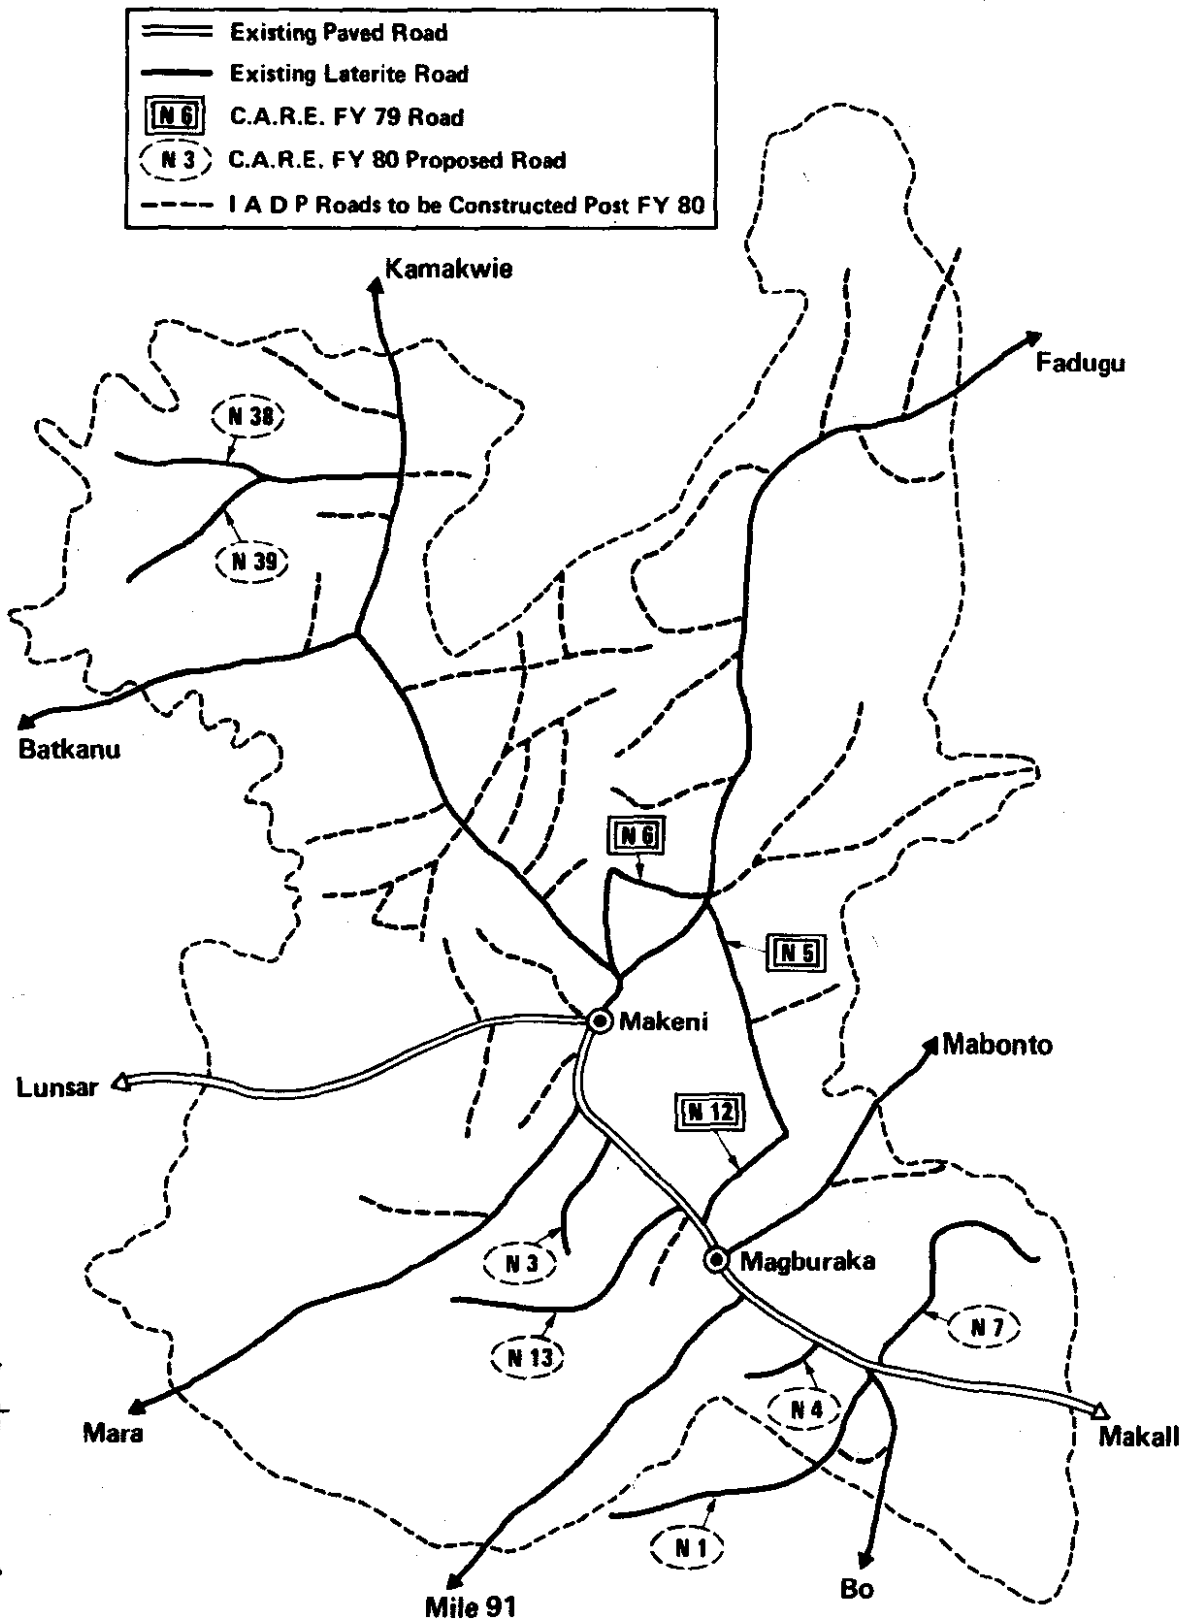 Existing Paved Road
Existing Laterite Road
N 6 C.A.R.E. FY 79 Road
N 3 C.A.R.E. FY 80 Proposed Road
I A D P Roads to be Constructed Post FY 80
Kamakwie
Fadugu
N 38
N 39
Batkanu
N 6
N 5
Makeni
Mabonto
Lunsar
N 12
N 3
Magburaka
N 7
N 13
N 4
Mara
Makall
N 1
Bo
Mile 91